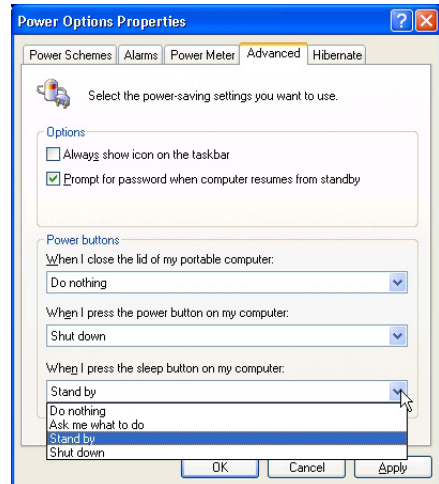 Power Options Properties
Power Schemes Alarms Power Meter Advanced Hibernate
Select the power-saving settings you want to use.
Options
Always show icon on the taskbar
Prompt for password when computer resumes from standby
Power buttons
When I close the lid of my portable computer:
Do nothing
When I press the power button on my computer:
Shut down
When I press the sleep button on my computer:
Stand by
Do nothing
Ask me what to do
Stand by
Shut down
OK Cancel Apply